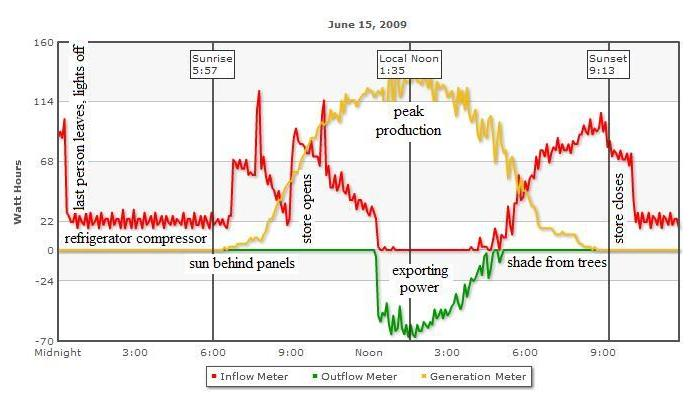 June 15, 2009
160
114
68
22
0
-24
-70
Watt Hours
Sunrise
5:57
Local Noon
1:35
Sunset
9:13
last person leaves, lights off
refrigerator compressor
sun behind panels
store opens
peak
production
exporting
power
shade from trees
store closes
Midnight
3:00
6:00
9:00
Noon
3:00
6:00
9:00
Inflow Meter
Outflow Meter
Generation Meter